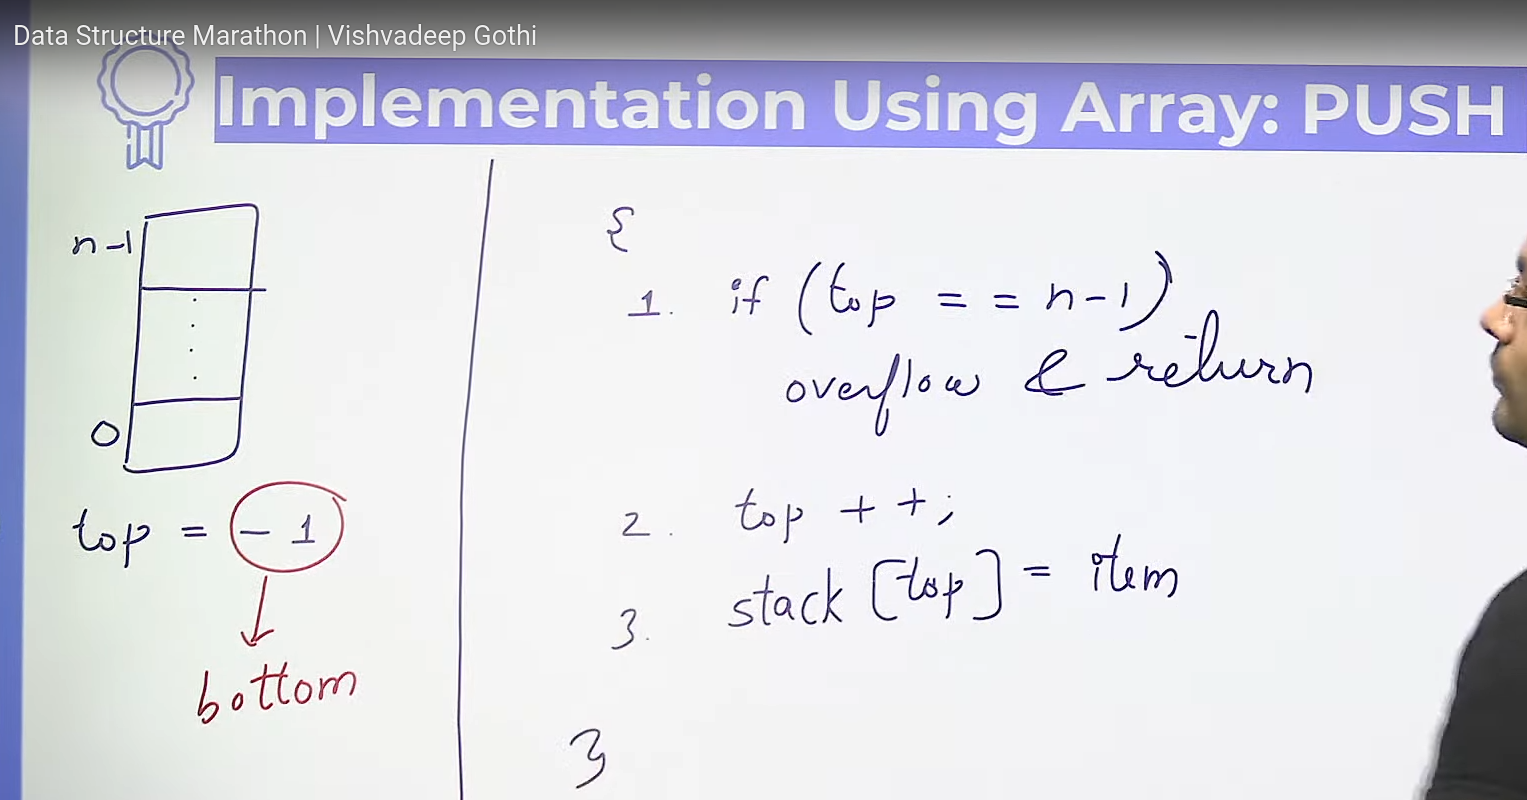 Data Structure Marathon | Vishvadeep Gothi
Implementation Using Array: PUSH
n-1
0
top = -1
bottom
{
1. if (top == n-1)
overflow & return
2. top ++;
3. stack [top] = item
}